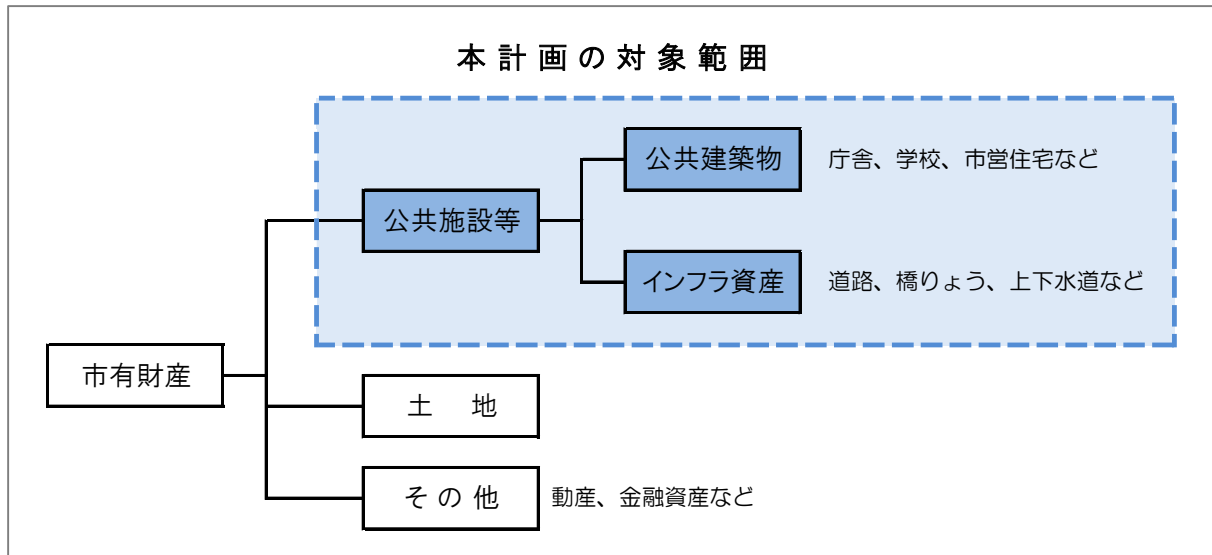 本計画の対象範囲
公共建築物 庁舎、学校、市営住宅など
公共施設等
インフラ資産 道路、橋りょう、上下水道など
市有財産
土 地
その他 動産、金融資産など